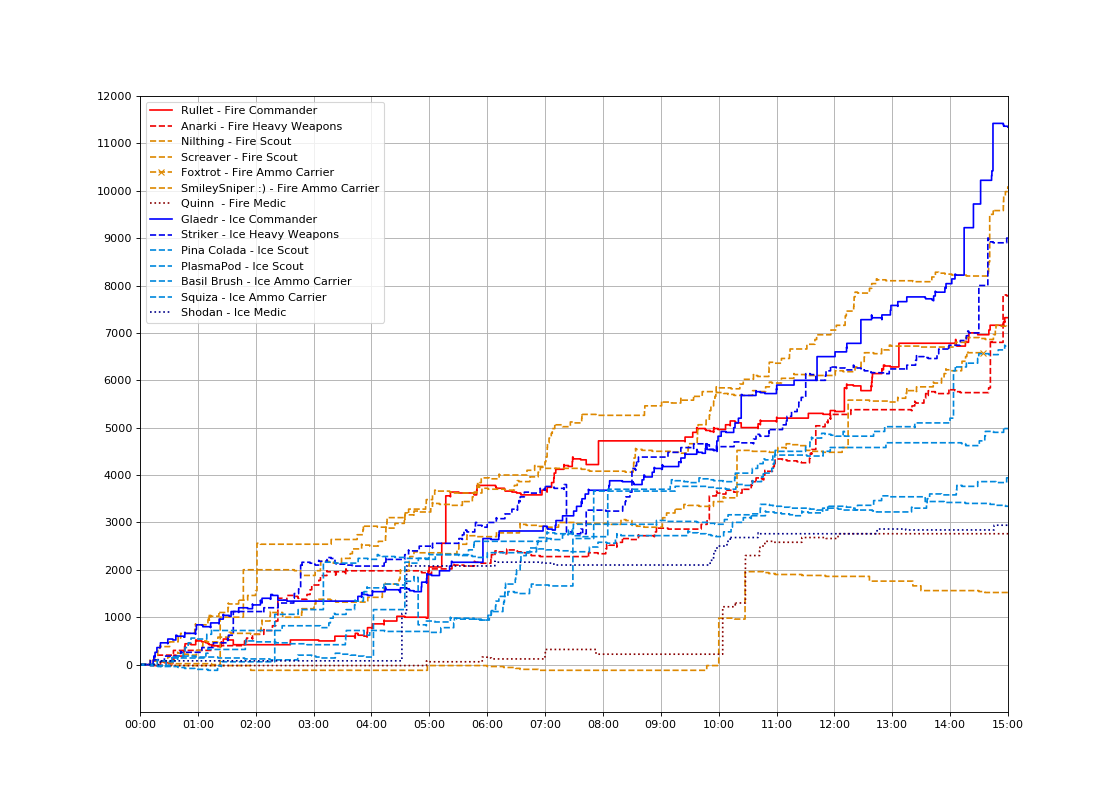 12000
11000
10000
9000
8000
7000
6000
5000
4000
3000
2000
1000
0
Rullet - Fire Commander
Anarki - Fire Heavy Weapons
Nilthing - Fire Scout
Screaver - Fire Scout
Foxtrot - Fire Ammo Carrier
SmileySniper :) - Fire Ammo Carrier
Quinn  - Fire Medic
Glaedr - Ice Commander
Striker - Ice Heavy Weapons
Pina Colada - Ice Scout
PlasmaPod - Ice Scout
Basil Brush - Ice Ammo Carrier
Squiza - Ice Ammo Carrier
Shodan - Ice Medic
00:00 01:00 02:00 03:00 04:00 05:00 06:00 07:00 08:00 09:00 10:00 11:00 12:00 13:00 14:00 15:00